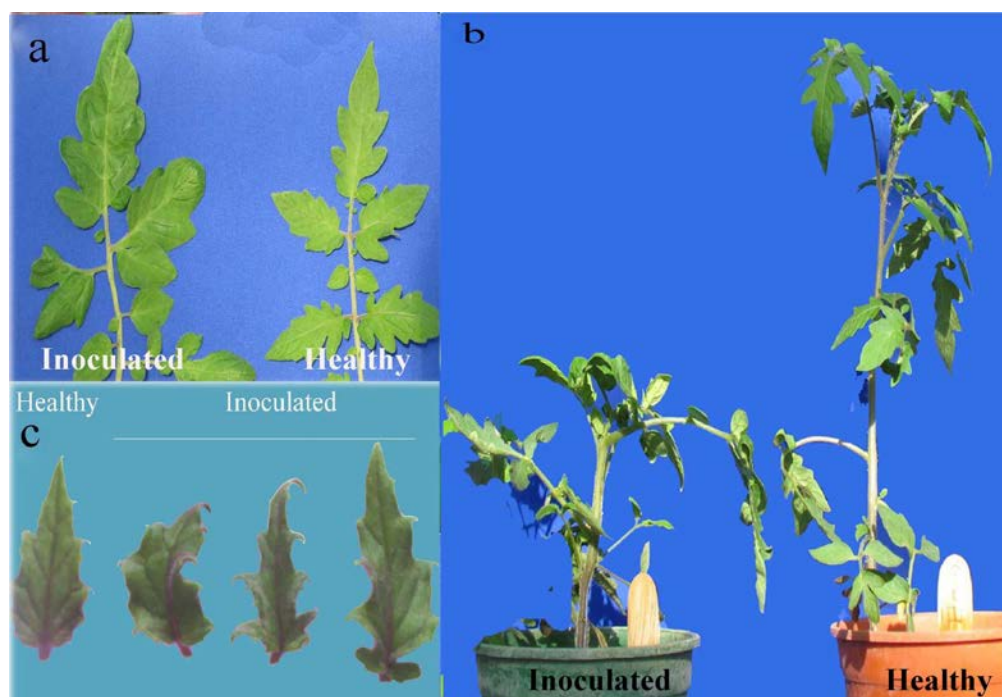 a
Inoculated
Healthy
b
Inoculated
Healthy
Healthy
Inoculated
c